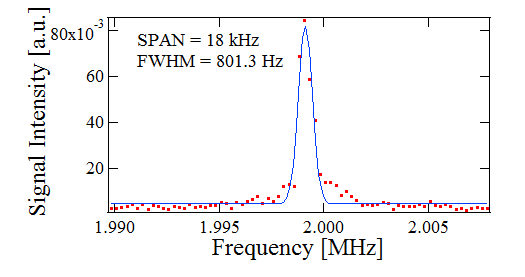 80x10-3
60
40
20
Signal Intensity [a.u.]
SPAN = 18 kHz
FWHM = 801.3 Hz
1.990
1.995
2.000
2.005
Frequency [MHz]